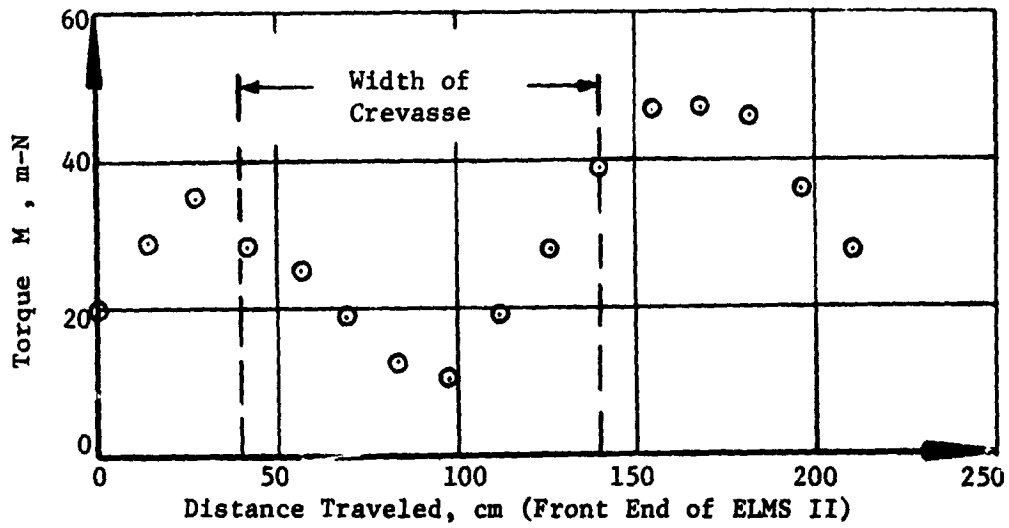 60
Width of
Crevasse
40
Torque M , m-N
20
0
0 50 100 150 200 250
Distance Traveled, cm (Front End of ELMS II)